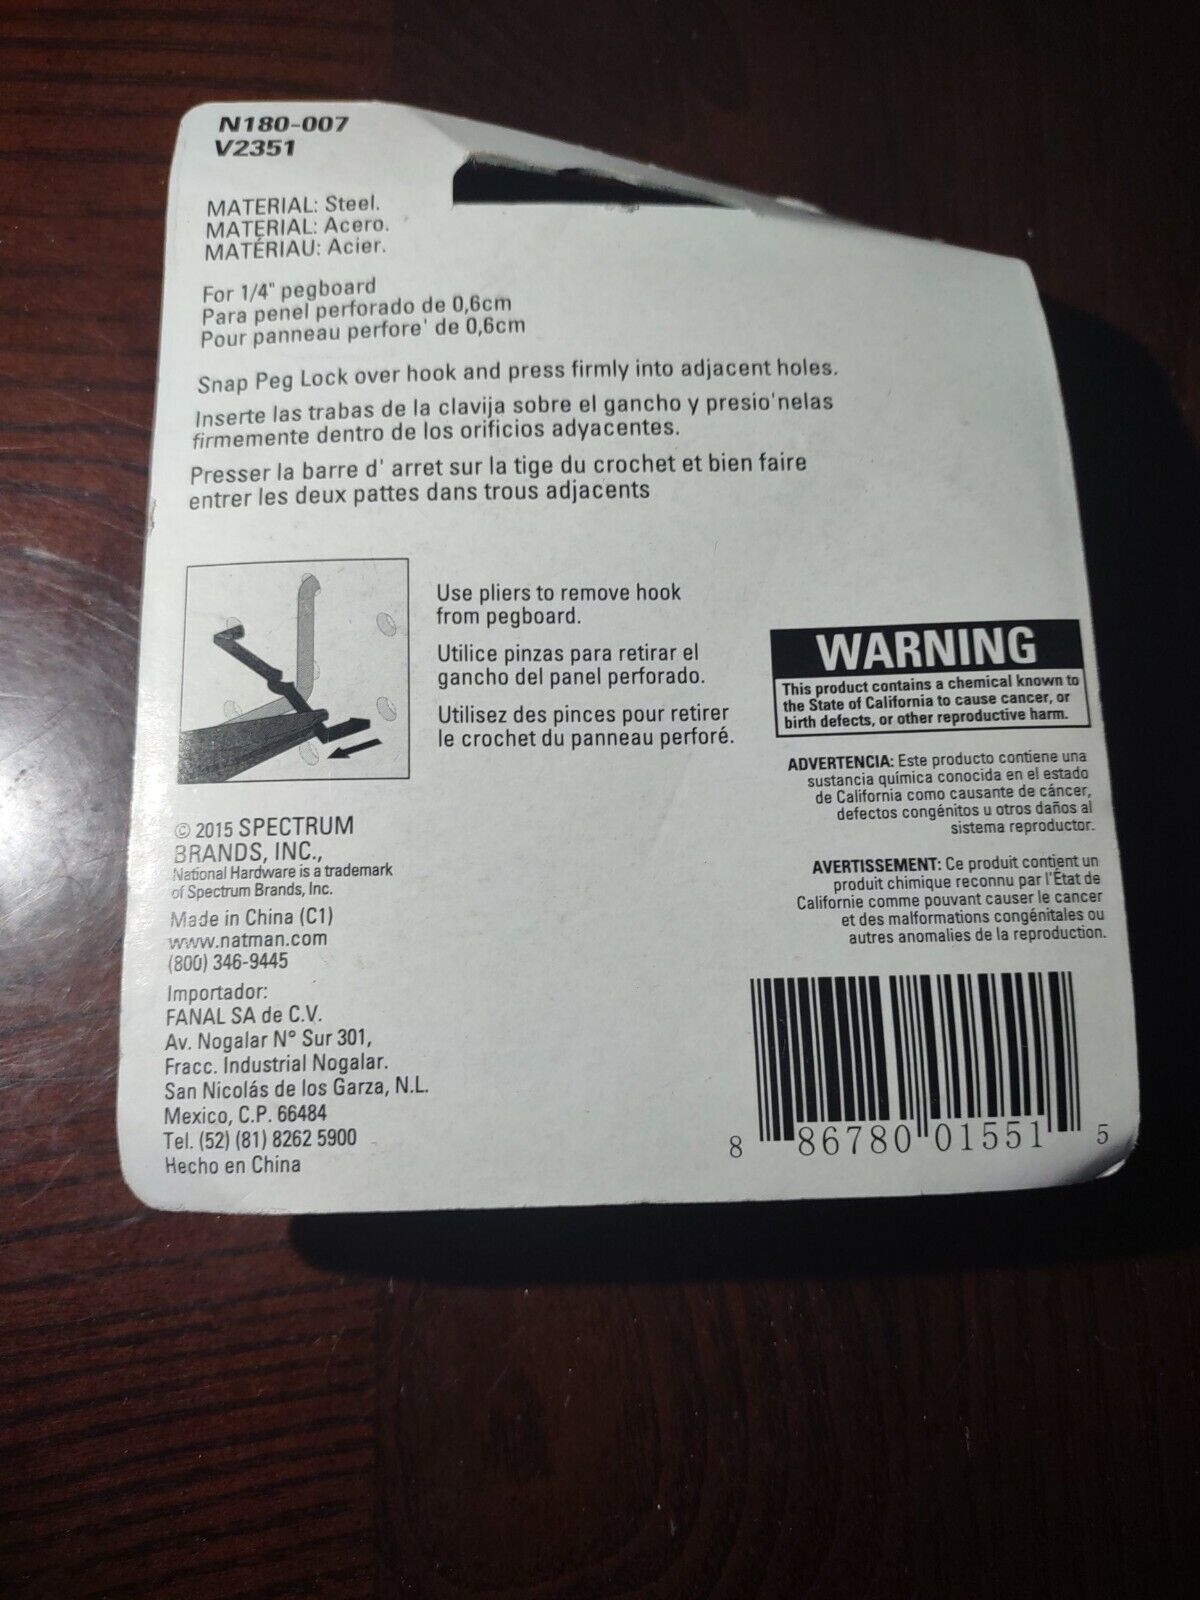 N180-007
V2351
MATERIAL: Steel.
MATERIAL: Acero.
MATÉRIAU: Acier.
For 1/4" pegboard
Para penel perforado de 0,6cm
Pour panneau perfore' de 0,6cm
Snap Peg Lock over hook and press firmly into adjacent holes.
Inserte las trabas de la clavija sobre el gancho y presio'nelas
firmemente dentro de los orificios adyacentes.
Presser la barre d' arret sur la tige du crochet et bien faire
entrer les deux pattes dans trous adjacents
Use pliers to remove hook
from pegboard.
Utilice pinzas para retirar el
gancho del panel perforado.
Utilisez des pinces pour retirer
le crochet du panneau perforé.
WARNING
This product contains a chemical known to
the State of California to cause cancer, or
birth defects, or other reproductive harm.
ADVERTENCIA: Este producto contiene una
sustancia química conocida en el estado
de California como causante de cáncer,
defectos congénitos u otros daños al
sistema reproductor.
AVERTISSEMENT: Ce produit contient un
produit chimique reconnu par l'État de
Californie comme pouvant causer le cancer
et des malformations congénitales ou
autres anomalies de la reproduction.
© 2015 SPECTRUM
BRANDS, INC.,
National Hardware is a trademark
of Spectrum Brands, Inc.
Made in China (C1)
www.natman.com
(800) 346-9445
Importador:
FANAL SA de C.V.
Av. Nogalar N° Sur 301,
Fracc. Industrial Nogalar.
San Nicolás de los Garza, N.L.
Mexico, C.P. 66484
Tel. (52) (81) 8262 5900
Hecho en China
8 86780 01551 5